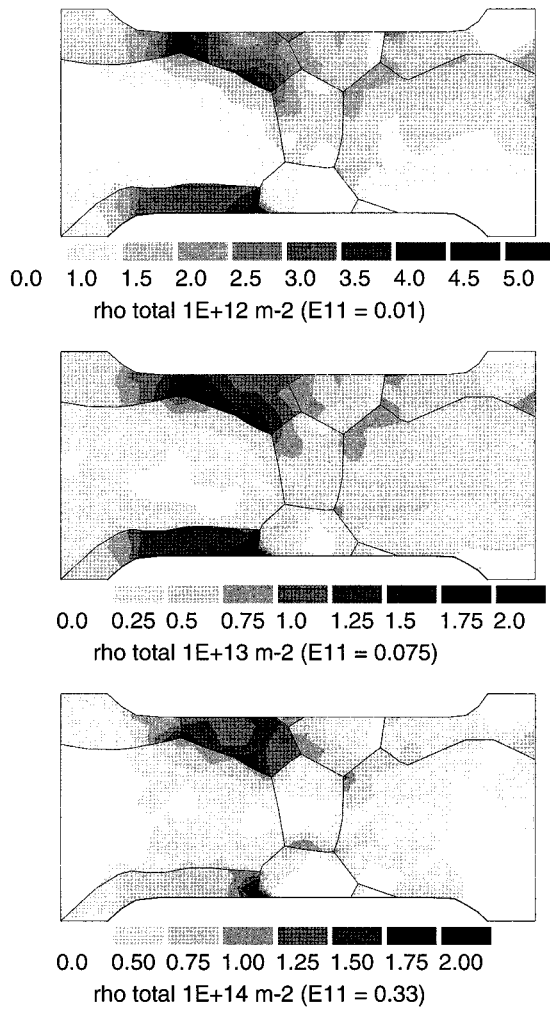 0.0 1.0 1.5 2.0 2.5 3.0 3.5 4.0 4.5 5.0
rho total 1E+12 m-2 (E11 = 0.01)
0.0 0.25 0.5 0.75 1.0 1.25 1.5 1.75 2.0
rho total 1E+13 m-2 (E11 = 0.075)
0.0 0.50 0.75 1.00 1.25 1.50 1.75 2.00
rho total 1E+14 m-2 (E11 = 0.33)